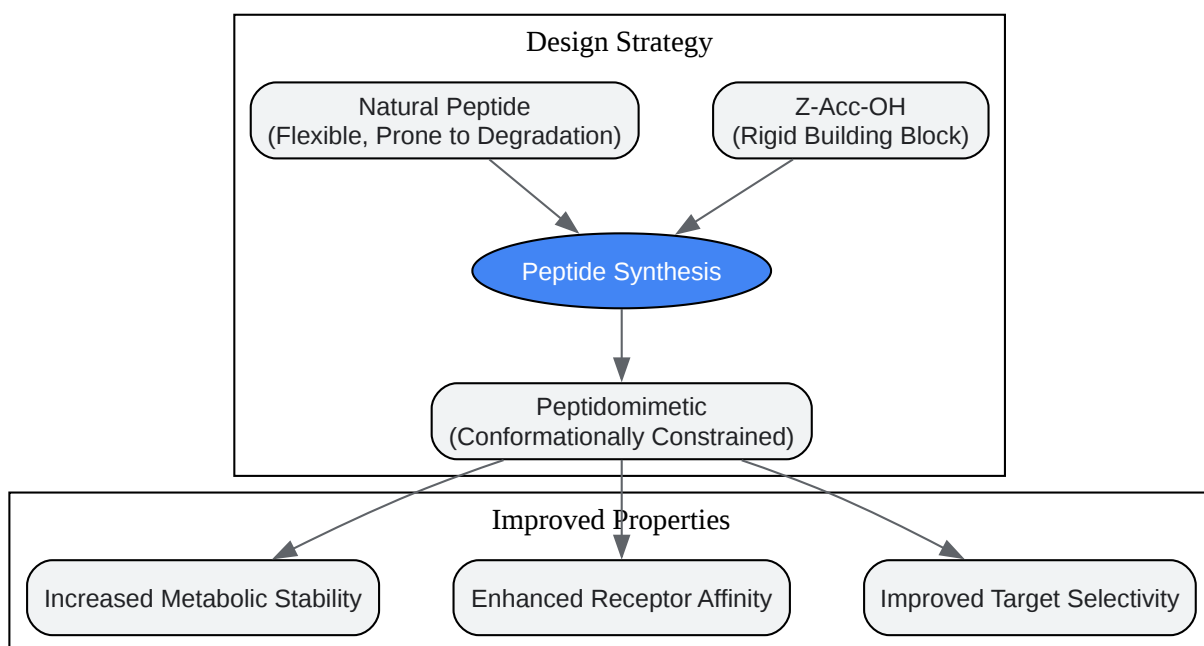 Design Strategy
Natural Peptide
(Flexible, Prone to Degradation)
Z-Acc-OH
(Rigid Building Block)
Peptide Synthesis
Peptidomimetic
(Conformationally Constrained)
Improved Properties
Increased Metabolic Stability
Enhanced Receptor Affinity
Improved Target Selectivity